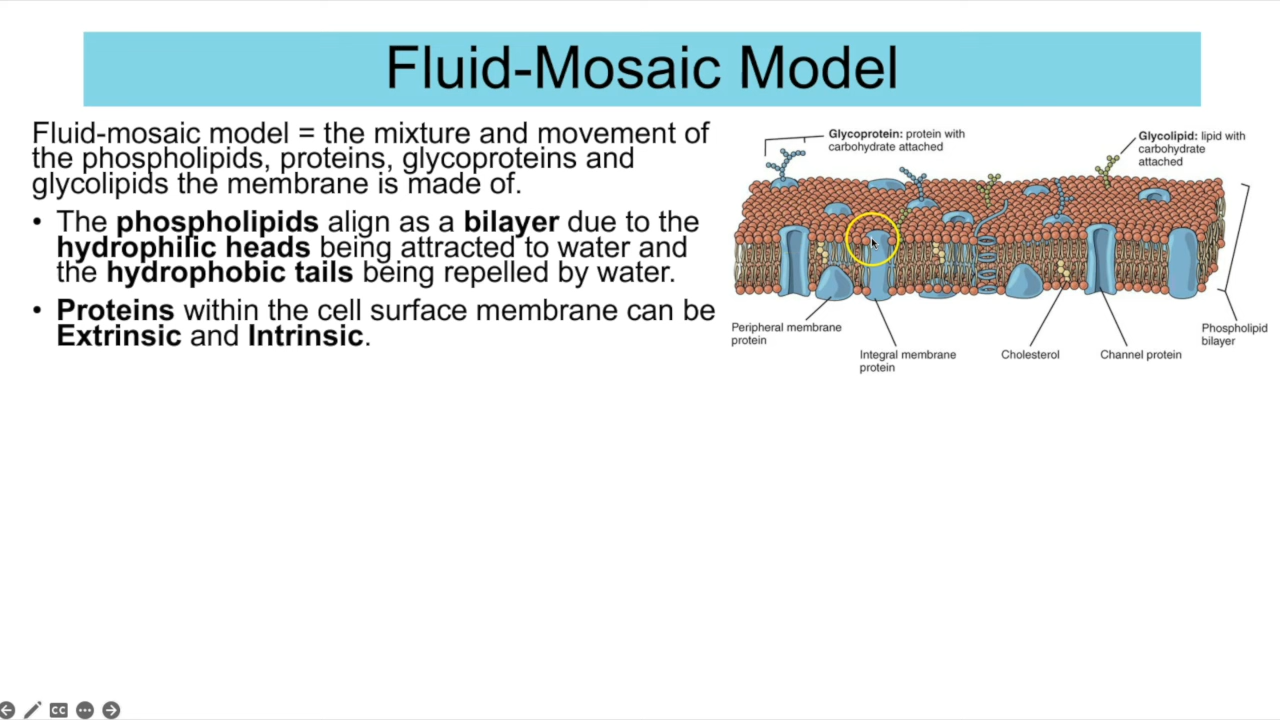 Fluid-Mosaic Model
Fluid-mosaic model = the mixture and movement of
the phospholipids, proteins, glycoproteins and
glycolipids the membrane is made of.
• The phospholipids align as a bilayer due to the
hydrophilic heads being attracted to water and
the hydrophobic tails being repelled by water.
• Proteins within the cell surface membrane can be
Extrinsic and Intrinsic.
Glycoprotein: protein with
carbohydrate attached
Glycolipid: lipid with
carbohydrate
attached
Peripheral membrane
protein
Integral membrane
protein
Cholesterol
Channel protein
Phospholipid
bilayer
CC